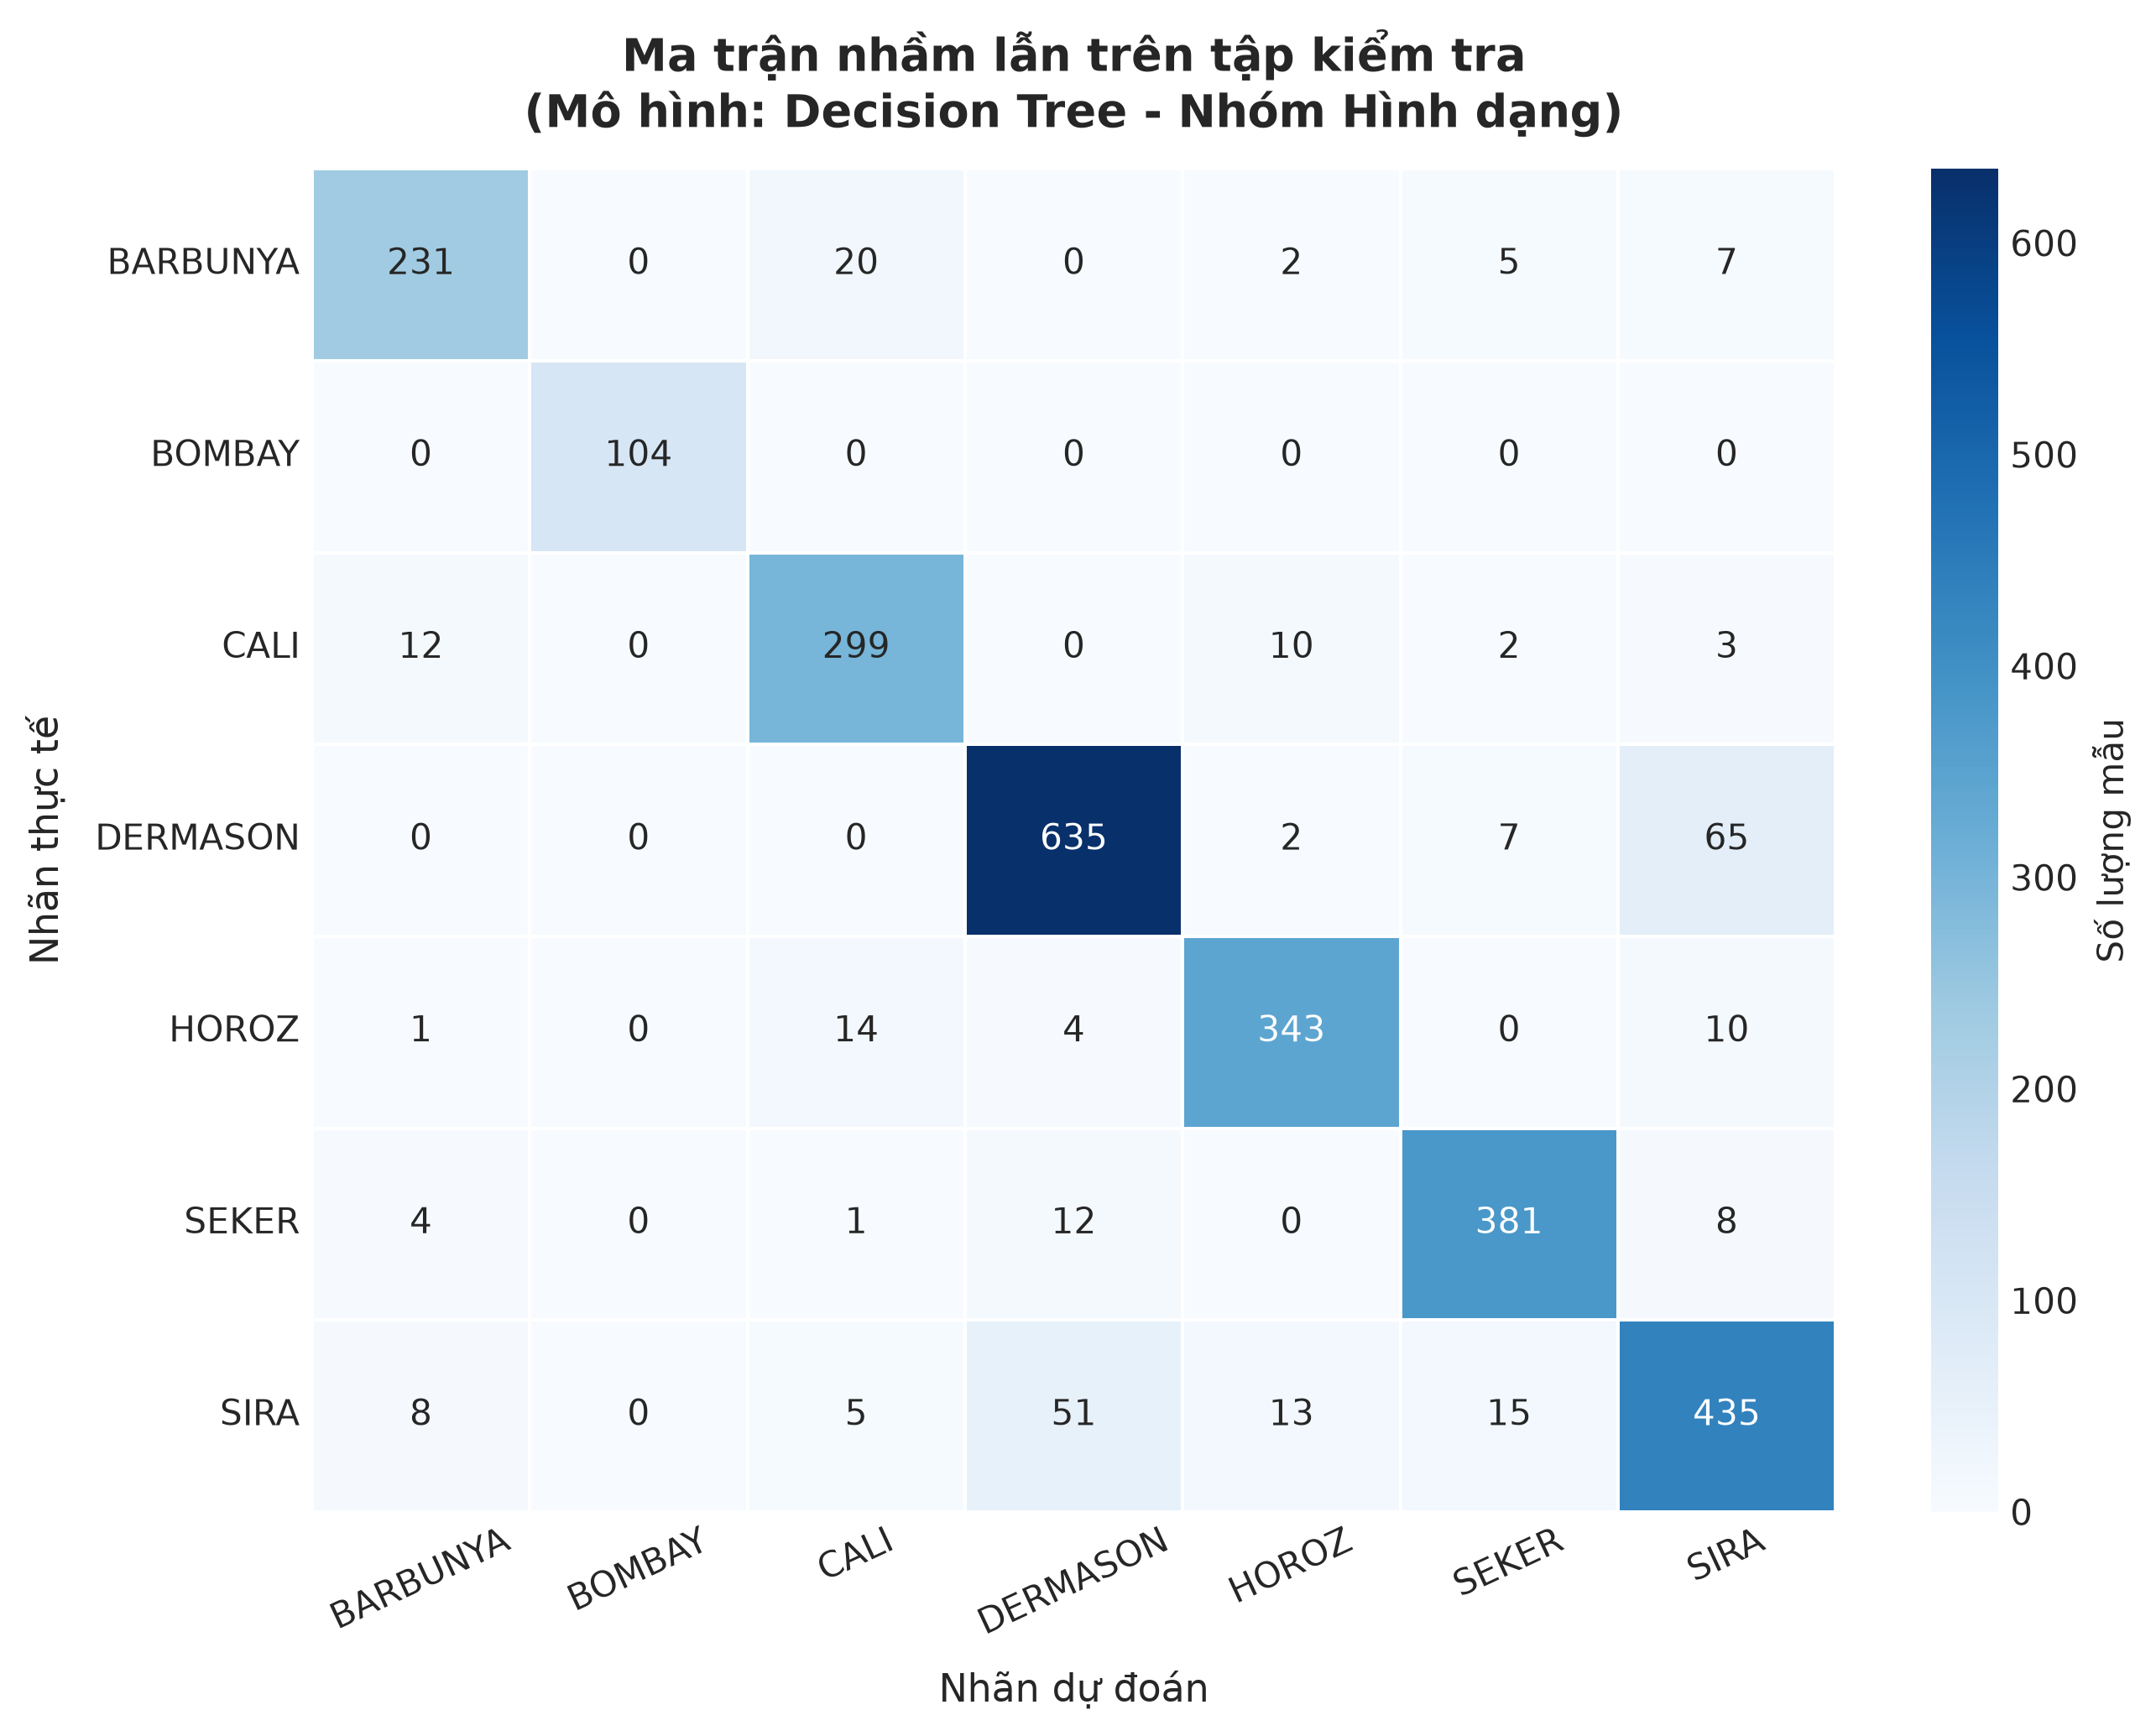 Ma trận nhầm lẫn trên tập kiểm tra
(Mô hình: Decision Tree - Nhóm Hình dạng)
Nhãn thực tế
BARBUNYA 231 0 20 0 2 5 7
BOMBAY 0 104 0 0 0 0 0
CALI 12 0 299 0 10 2 3
DERMASON 0 0 0 635 2 7 65
HOROZ 1 0 14 4 343 0 10
SEKER 4 0 1 12 0 381 8
SIRA 8 0 5 51 13 15 435
BARBUNYA BOMBAY CALI DERMASON HOROZ SEKER SIRA
Nhãn dự đoán
600
500
400
300
200
100
0
Số lượng mẫu